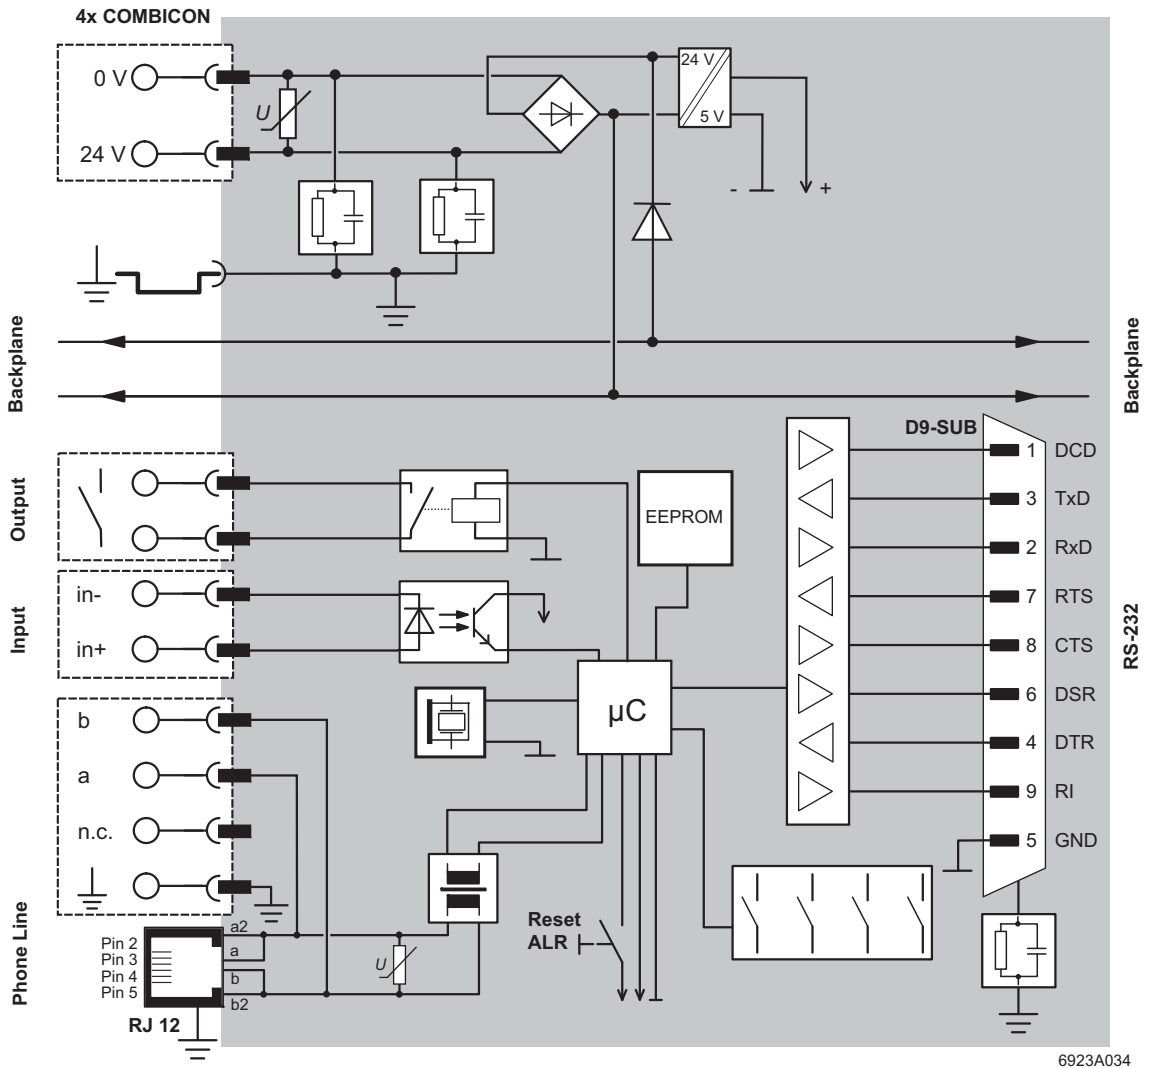 4x COMBICON
0 V
U
24 V
24 V
5 V
- +
Backplane
Backplane
Output
Input
in-
in+
b
a
n.c.
Phone Line
EEPROM
µC
D9-SUB
1 DCD
3 TxD
2 RxD
7 RTS
8 CTS
6 DSR
4 DTR
9 RI
5 GND
RS-232
Reset
ALR
U
Pin 2 a2
Pin 3 a
Pin 4 b
Pin 5 b2
RJ 12
6923A034